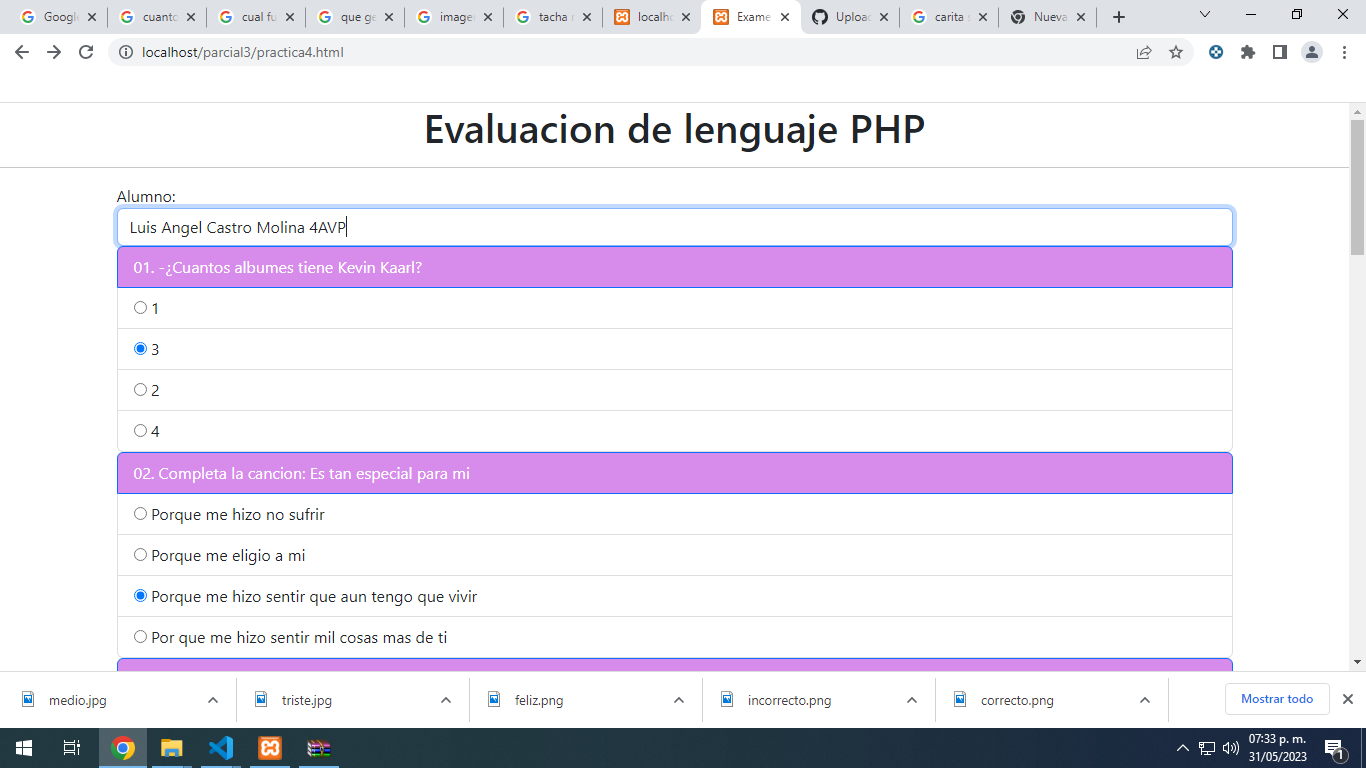 Google
cuanto
cual fu
que ge
image
tacha
localho
Exame
Uploa
carita s
Nueva
localhost/parcial3/practica4.html
Evaluacion de lenguaje PHP
Alumno:
Luis Angel Castro Molina 4AVP
01. -¿Cuantos albumes tiene Kevin Kaarl?
1
3
2
4
02. Completa la cancion: Es tan especial para mi
Porque me hizo no sufrir
Porque me eligio a mi
Porque me hizo sentir que aun tengo que vivir
Por que me hizo sentir mil cosas mas de ti
medio.jpg
triste.jpg
feliz.png
incorrecto.png
correcto.png
Mostrar todo
07:33 p. m.
31/05/2023
1